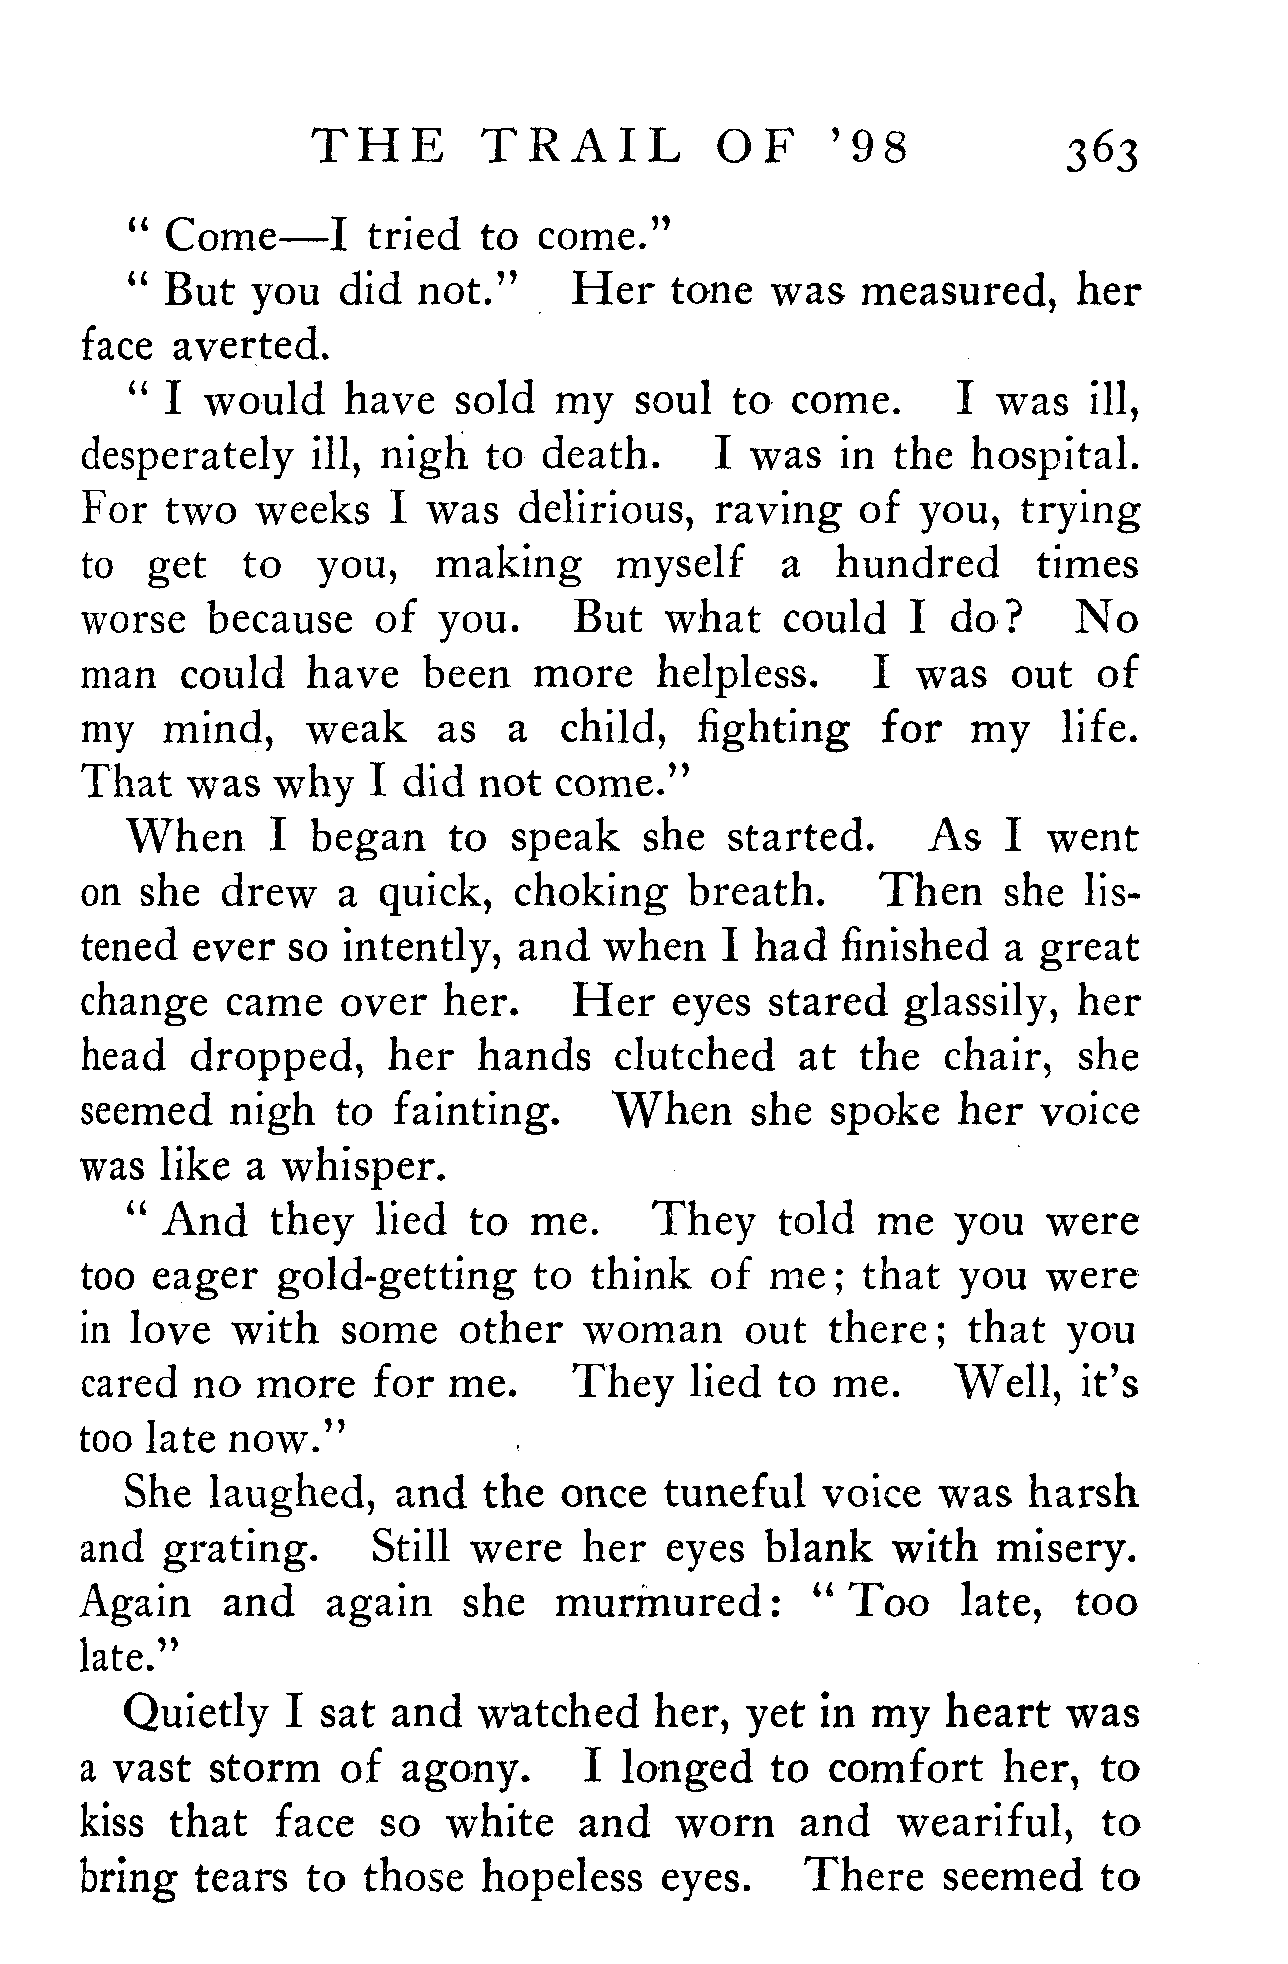 THE TRAIL OF '98 363
" Come—I tried to come."
" But you did not." Her tone was measured, her
face averted.
" I would have sold my soul to come. I was ill,
desperately ill, nigh to death. I was in the hospital.
For two weeks I was delirious, raving of you, trying
to get to you, making myself a hundred times
worse because of you. But what could I do? No
man could have been more helpless. I was out of
my mind, weak as a child, fighting for my life.
That was why I did not come."
When I began to speak she started. As I went
on she drew a quick, choking breath. Then she lis-
tened ever so intently, and when I had finished a great
change came over her. Her eyes stared glassily, her
head dropped, her hands clutched at the chair, she
seemed nigh to fainting. When she spoke her voice
was like a whisper.
" And they lied to me. They told me you were
too eager gold-getting to think of me; that you were
in love with some other woman out there; that you
cared no more for me. They lied to me. Well, it's
too late now."
She laughed, and the once tuneful voice was harsh
and grating. Still were her eyes blank with misery.
Again and again she murmured: " Too late, too
late."
Quietly I sat and watched her, yet in my heart was
a vast storm of agony. I longed to comfort her, to
kiss that face so white and worn and weariful, to
bring tears to those hopeless eyes. There seemed to